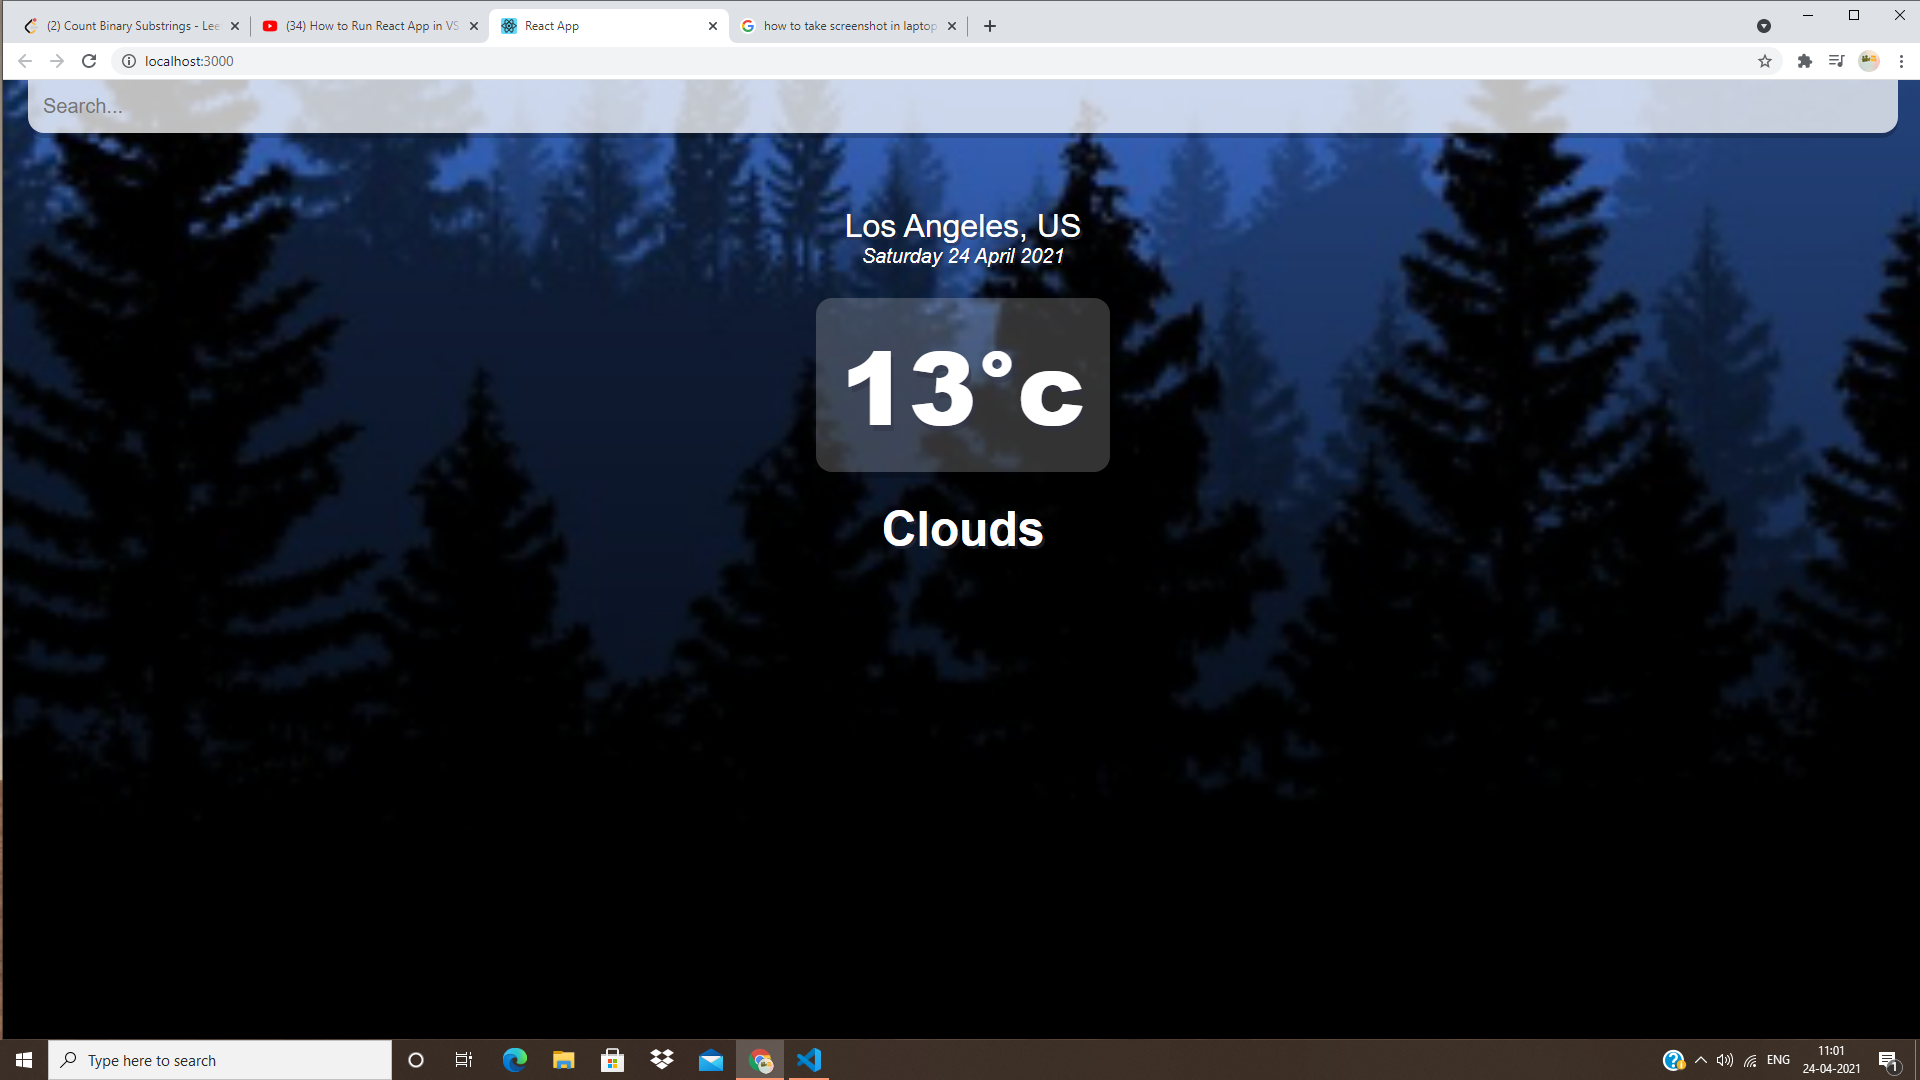 (2) Count Binary Substrings - Lee
(34) How to Run React App in VS
React App
how to take screenshot in laptop
localhost:3000
Search...
Los Angeles, US
Saturday 24 April 2021
13°c
Clouds
Type here to search
ENG
11:01
24-04-2021
1